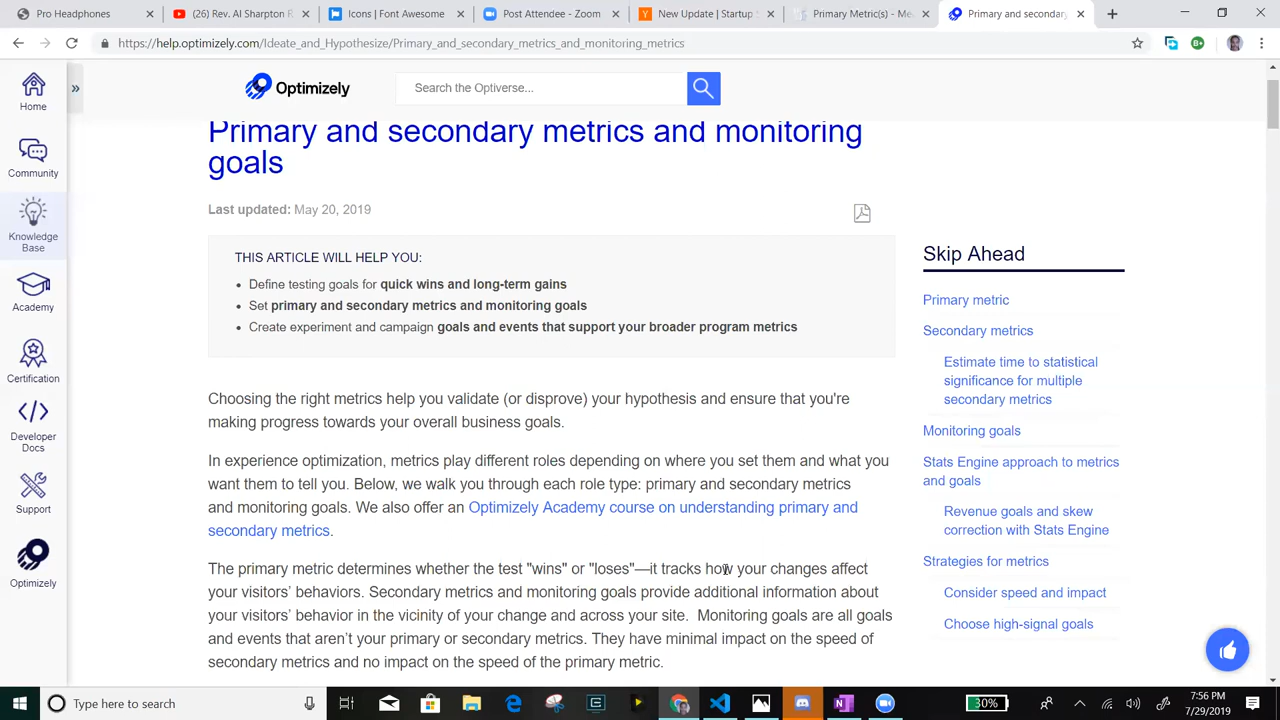 Pro Headphones
(26) Rev. Al Sharpton R
Icons | Font Awesome
Post Attendee - Zoom
New Update | Startup S
Primary Metric(s) - Me
Primary and secondary
https://help.optimizely.com/Ideate_and_Hypothesize/Primary_and_secondary_metrics_and_monitoring_metrics
Optimizely
Search the Optiverse...
Home
Community
Knowledge
Base
Academy
Certification
Developer
Docs
Support
Optimizely
Primary and secondary metrics and monitoring
goals
Last updated: May 20, 2019
THIS ARTICLE WILL HELP YOU:
Define testing goals for quick wins and long-term gains
Set primary and secondary metrics and monitoring goals
Create experiment and campaign goals and events that support your broader program metrics
Choosing the right metrics help you validate (or disprove) your hypothesis and ensure that you're
making progress towards your overall business goals.
In experience optimization, metrics play different roles depending on where you set them and what you
want them to tell you. Below, we walk you through each role type: primary and secondary metrics
and monitoring goals. We also offer an Optimizely Academy course on understanding primary and
secondary metrics.
The primary metric determines whether the test "wins" or "loses"—it tracks how your changes affect
your visitors' behaviors. Secondary metrics and monitoring goals provide additional information about
your visitors' behavior in the vicinity of your change and across your site.  Monitoring goals are all goals
and events that aren't your primary or secondary metrics. They have minimal impact on the speed of
secondary metrics and no impact on the speed of the primary metric.
Skip Ahead
Primary metric
Secondary metrics
Estimate time to statistical
significance for multiple
secondary metrics
Monitoring goals
Stats Engine approach to metrics
and goals
Revenue goals and skew
correction with Stats Engine
Strategies for metrics
Consider speed and impact
Choose high-signal goals
Type here to search
30%
7:56 PM
7/29/2019